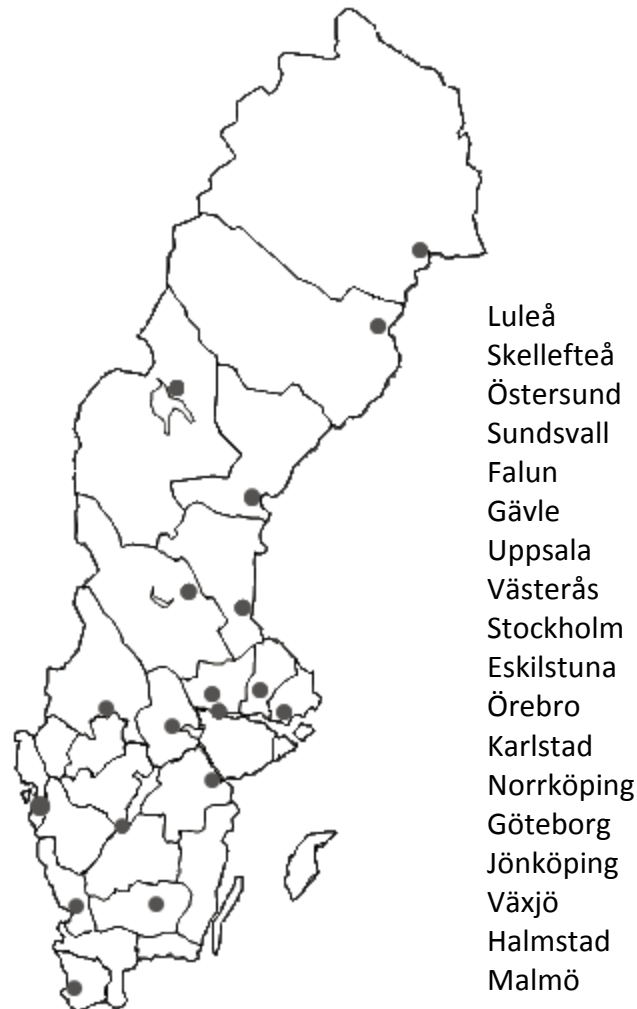 Luleå
Skellefteå
Östersund
Sundsvall
Falun
Gävle
Uppsala
Västerås
Stockholm
Eskilstuna
Örebro
Karlstad
Norrköping
Göteborg
Jönköping
Växjö
Halmstad
Malmö